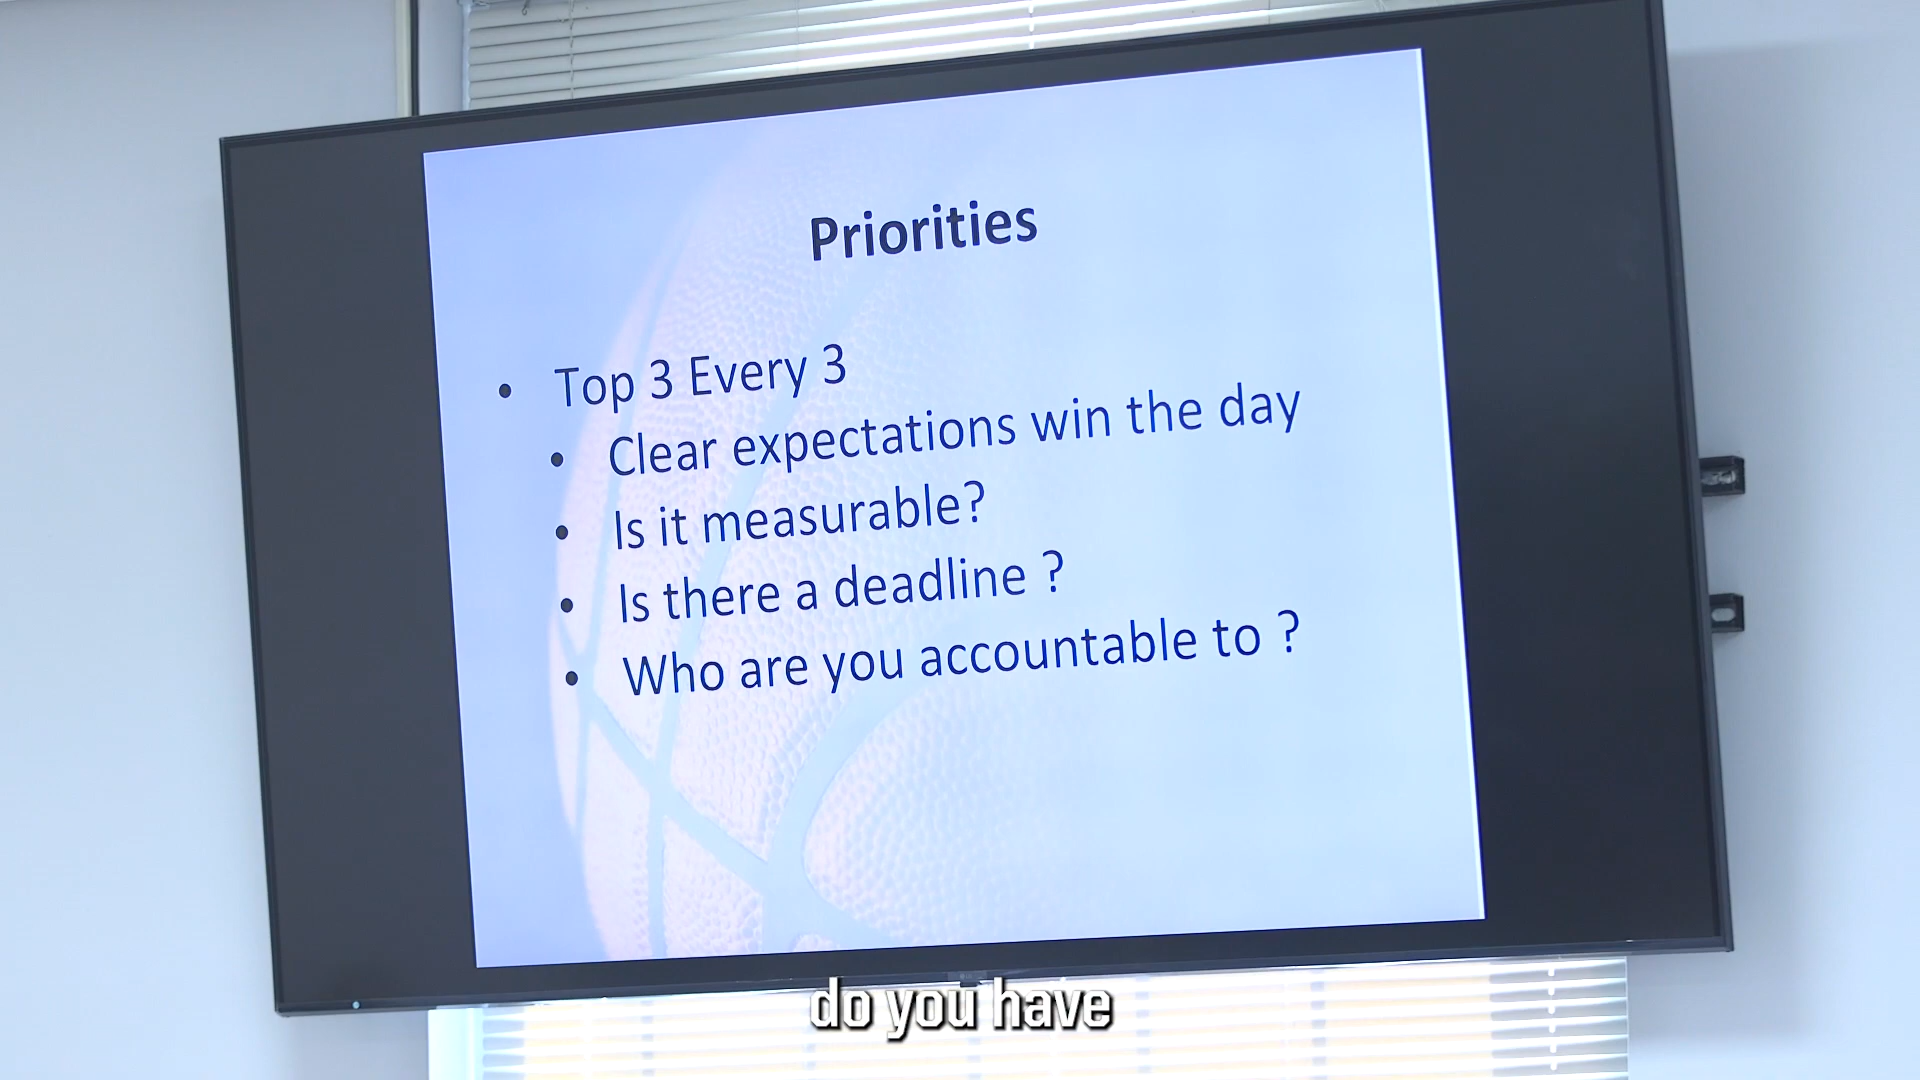 Priorities
• Top 3 Every 3
• Clear expectations win the day
• Is it measurable?
• Is there a deadline ?
• Who are you accountable to ?
do you have